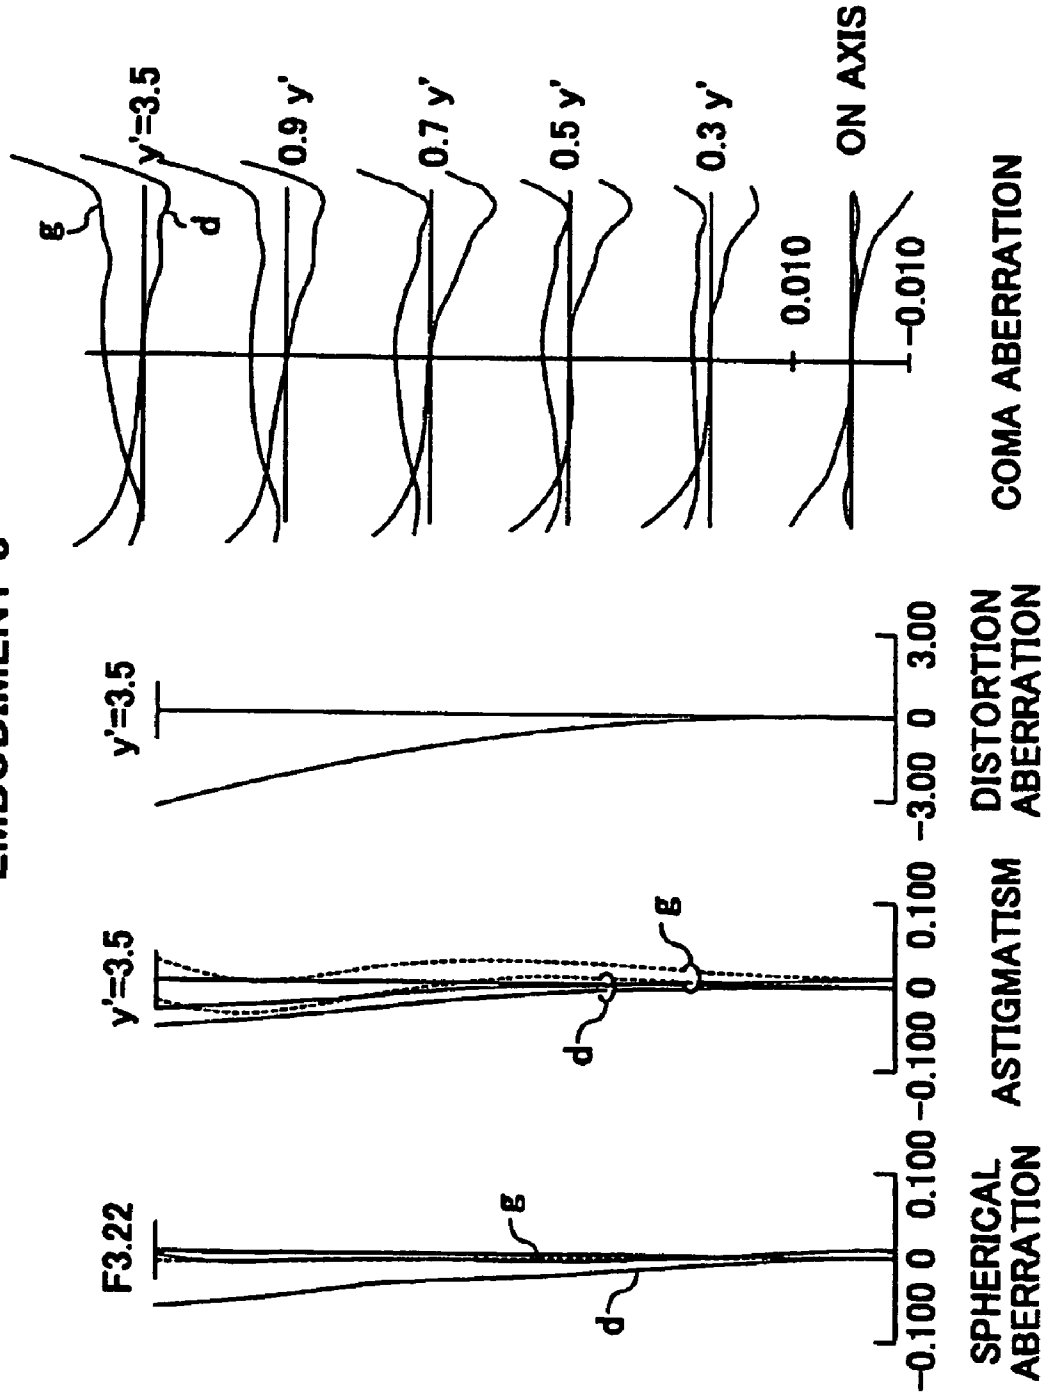 F3.22
g
d
-0.100 0 0.100
SPHERICAL
ABERRATION
y'=3.5
g
d
-0.100 0 0.100
ASTIGMATISM
y'=3.5
-3.00 0 3.00
DISTORTION
ABERRATION
g
y'=3.5
d
0.9 y'
0.7 y'
0.5 y'
0.3 y'
0.010
ON AXIS
-0.010
COMA ABERRATION